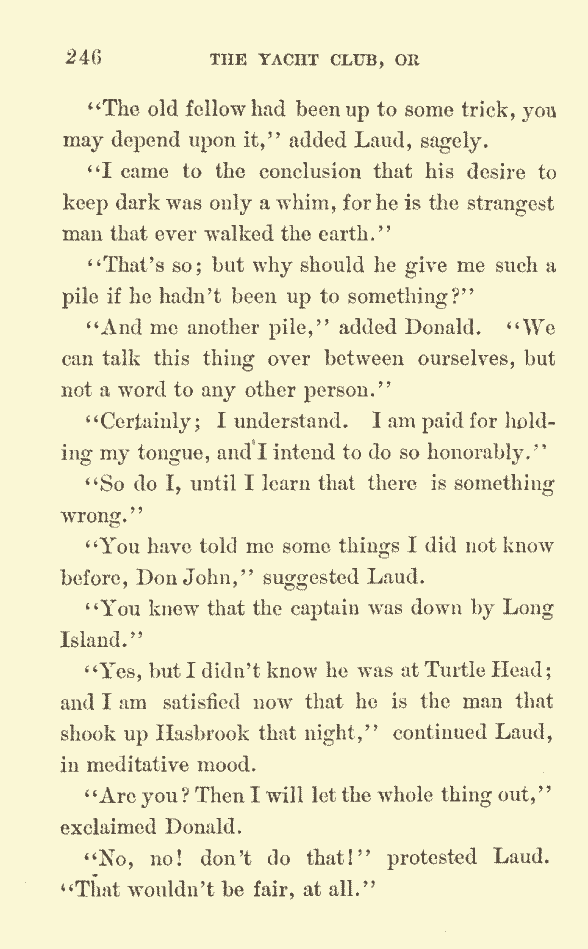 246 THE YACHT CLUB, OR
"The old fellow had been up to some trick, you
may depend upon it," added Laud, sagely.
"I came to the conclusion that his desire to
keep dark was only a whim, for he is the strangest
man that ever walked the earth."
"That's so; but why should he give me such a
pile if he hadn't been up to something?"
"And me another pile," added Donald. "We
can talk this thing over between ourselves, but
not a word to any other person."
"Certainly; I understand. I am paid for hold-
ing my tongue, and I intend to do so honorably."
"So do I, until I learn that there is something
wrong."
"You have told me some things I did not know
before, Don John," suggested Laud.
"You knew that the captain was down by Long
Island."
"Yes, but I didn't know he was at Turtle Head;
and I am satisfied now that he is the man that
shook up Hasbrook that night," continued Laud,
in meditative mood.
"Are you? Then I will let the whole thing out,"
exclaimed Donald.
"No, no! don't do that!" protested Laud.
"That wouldn't be fair, at all."